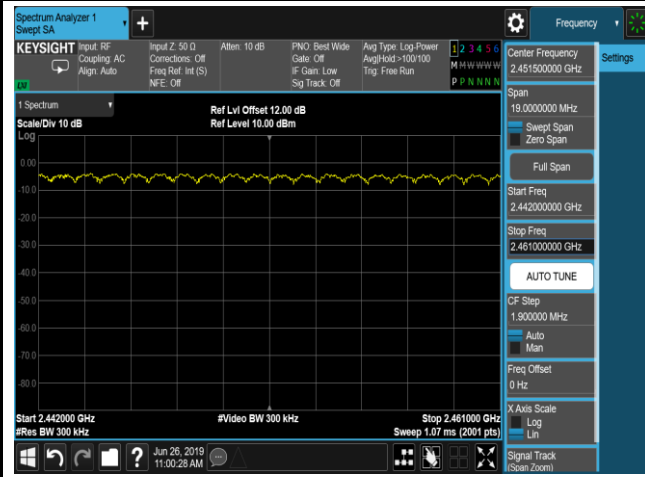 Spectrum Analyzer 1
Swept SA
Frequency
KEYSIGHT
Input: RF
Coupling: AC
Align: Auto
Input Z: 50 Ω
Corrections: Off
Freq Ref: Int (S)
NFE: Off
Atten: 10 dB
PNO: Best Wide
Gate: Off
IF Gain: Low
Sig Track: Off
Avg Type: Log-Power
Avg|Hold:>100/100
Trig: Free Run
1 2 3 4 5 6
M M W W W W
P P N N N N
LXI
Center Frequency
2.451500000 GHz
Settings
Span
19.0000000 MHz
Swept Span
Zero Span
Full Span
Start Freq
2.442000000 GHz
Stop Freq
2.461000000 GHz
AUTO TUNE
CF Step
1.900000 MHz
Auto
Man
Freq Offset
0 Hz
X Axis Scale
Log
Lin
Signal Track
(Span Zoom)
1 Spectrum
Scale/Div 10 dB
Ref Lvl Offset 12.00 dB
Ref Level 10.00 dBm
Log
0.00
-10.0
-20.0
-30.0
-40.0
-50.0
-60.0
-70.0
-80.0
Start 2.442000 GHz
#Video BW 300 kHz
Stop 2.461000 GHz
#Res BW 300 kHz
Sweep 1.07 ms (2001 pts)
?
Jun 26, 2019
11:00:28 AM